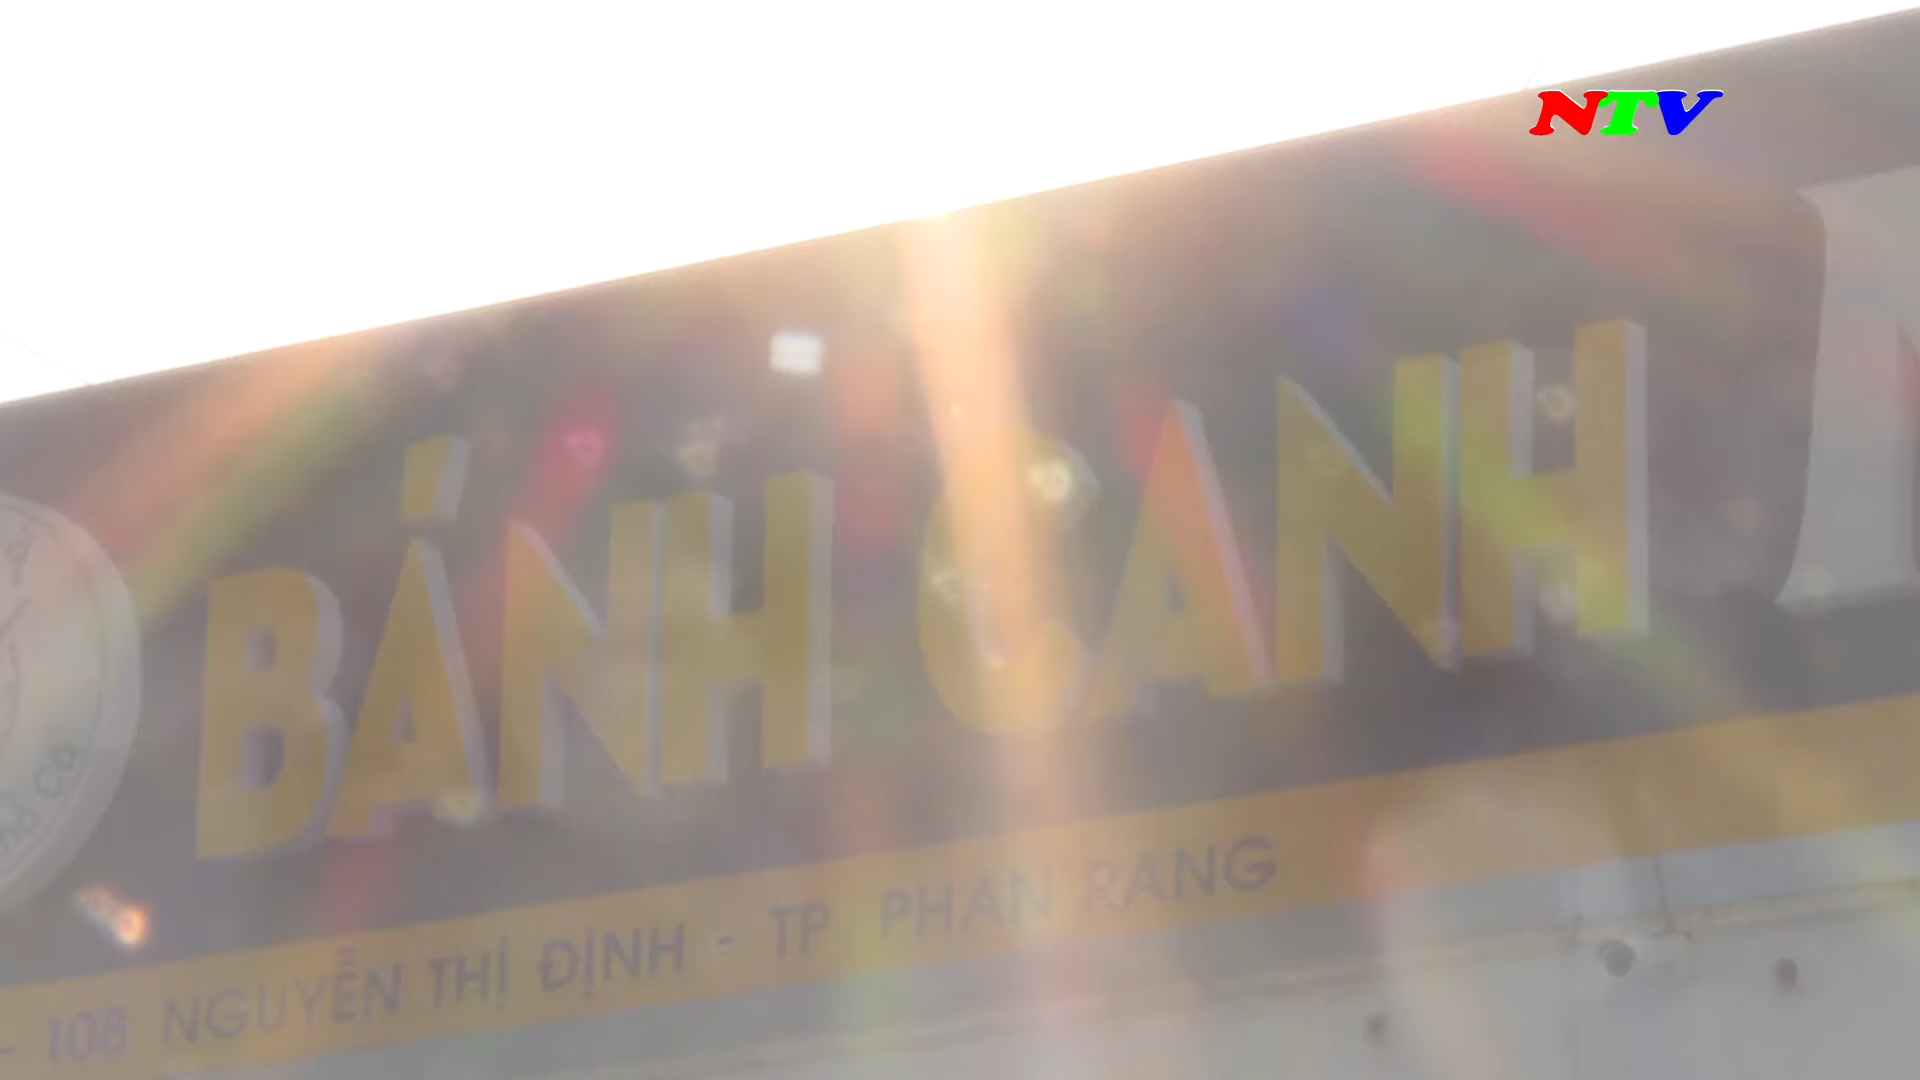 NTV
BÁNH CANH
- 108 NGUYỄN THỊ ĐỊNH - TP PHAN RANG